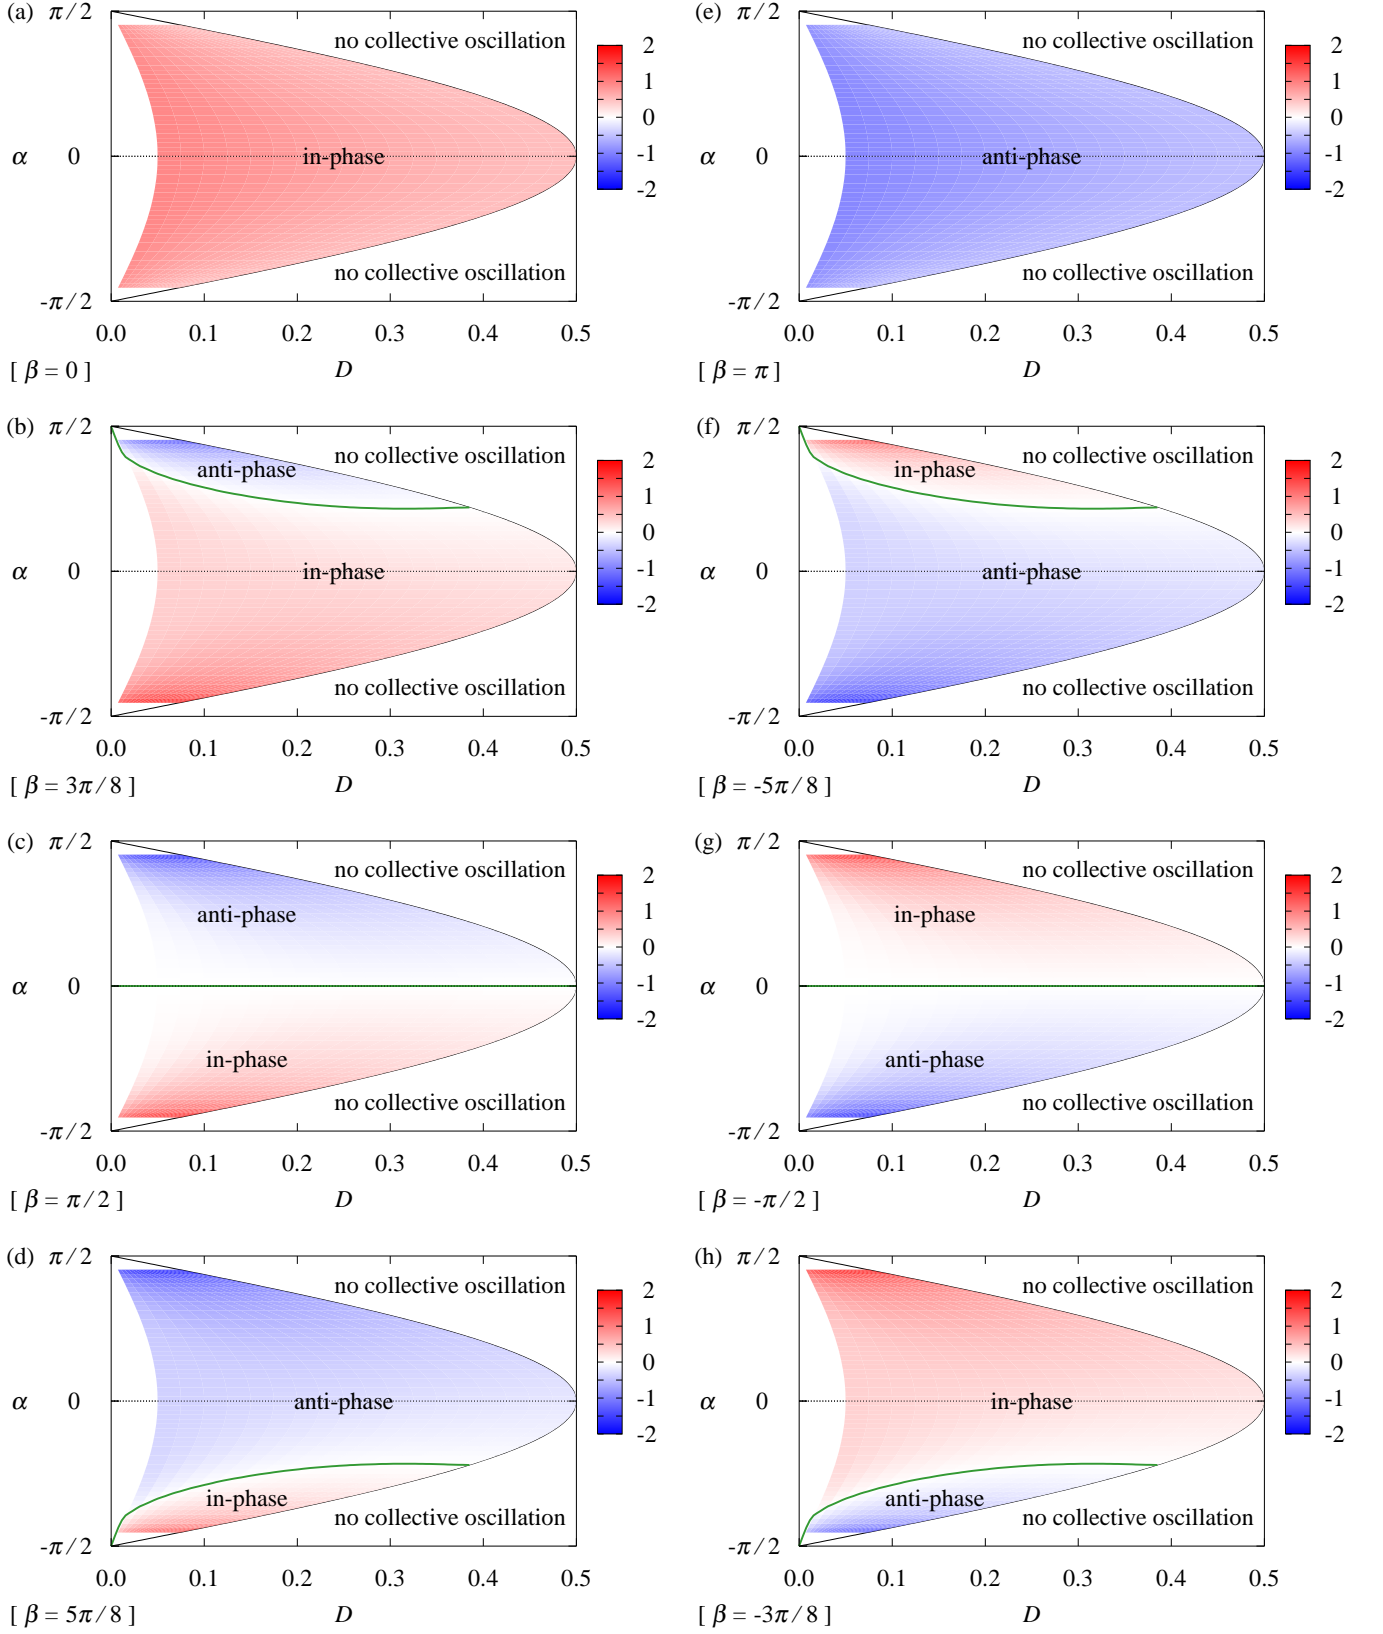 (a) π/2
no collective oscillation
2
1
α 0 in-phase 0
-1
-2
no collective oscillation
-π/2
0.0 0.1 0.2 0.3 0.4 0.5
[ β = 0 ] D
(e) π/2
no collective oscillation
2
1
α 0 anti-phase 0
-1
-2
no collective oscillation
-π/2
0.0 0.1 0.2 0.3 0.4 0.5
[ β = π ] D
(b) π/2
no collective oscillation
anti-phase
2
1
0
α 0 in-phase -1
-2
no collective oscillation
-π/2
0.0 0.1 0.2 0.3 0.4 0.5
[ β = 3π/8 ] D
(f) π/2
no collective oscillation
in-phase
2
1
0
α 0 anti-phase -1
-2
no collective oscillation
-π/2
0.0 0.1 0.2 0.3 0.4 0.5
[ β = -5π/8 ] D
(c) π/2
no collective oscillation
2
1
anti-phase
0
α 0 -1
-2
in-phase
no collective oscillation
-π/2
0.0 0.1 0.2 0.3 0.4 0.5
[ β = π/2 ] D
(g) π/2
no collective oscillation
2
1
in-phase
0
α 0 -1
-2
anti-phase
no collective oscillation
-π/2
0.0 0.1 0.2 0.3 0.4 0.5
[ β = -π/2 ] D
(d) π/2
no collective oscillation
2
1
0
α 0 anti-phase -1
-2
in-phase
no collective oscillation
-π/2
0.0 0.1 0.2 0.3 0.4 0.5
[ β = 5π/8 ] D
(h) π/2
no collective oscillation
2
1
0
α 0 in-phase -1
-2
anti-phase
no collective oscillation
-π/2
0.0 0.1 0.2 0.3 0.4 0.5
[ β = -3π/8 ] D